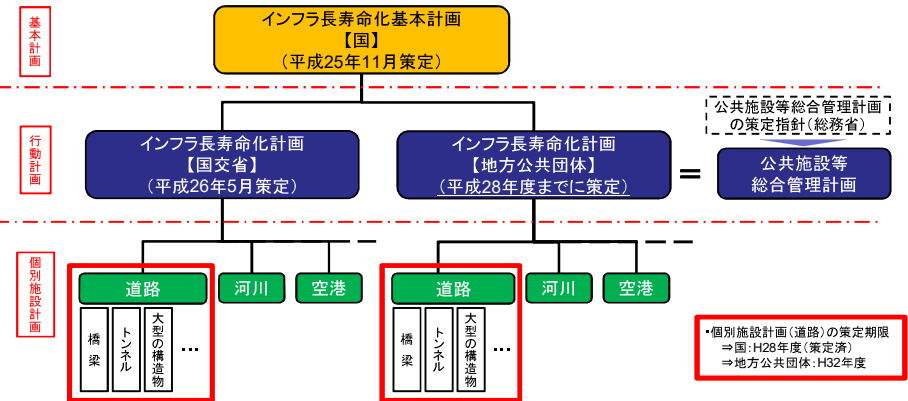 基本計画
インフラ長寿命化基本計画
【国】
（平成25年11月策定）
行動計画
インフラ長寿命化計画
【国交省】
（平成26年5月策定）
インフラ長寿命化計画
【地方公共団体】
（平成28年度までに策定）
＝
公共施設等総合管理計画
の策定指針（総務省）
公共施設等
総合管理計画
個別施設計画
道路
河川
空港
橋梁
トンネル
大型の構造物
…
道路
河川
空港
橋梁
トンネル
大型の構造物
…
・個別施設計画（道路）の策定期限
⇒国：H28年度（策定済）
⇒地方公共団体：H32年度